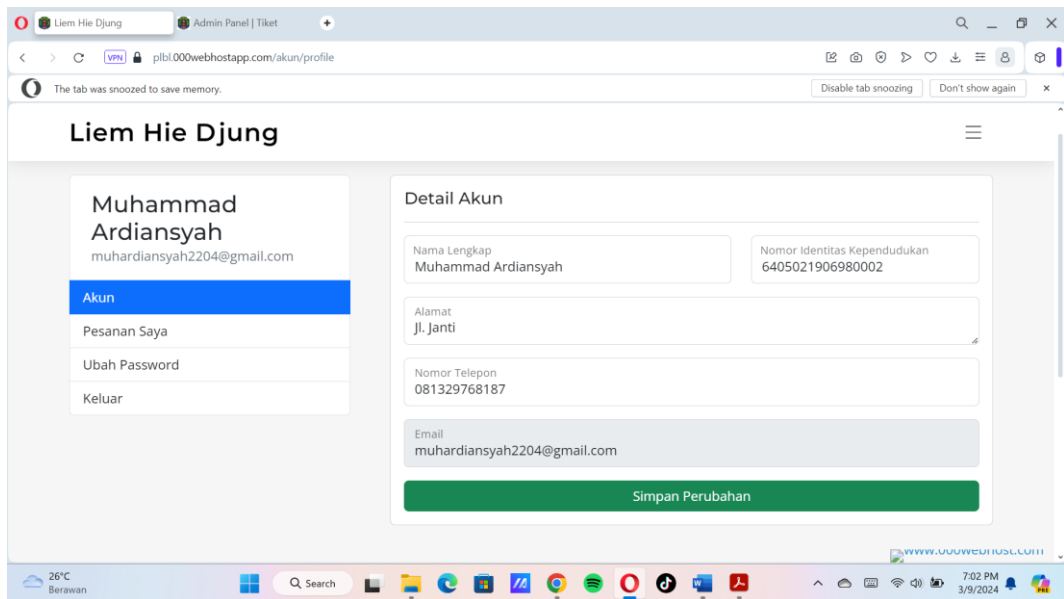 Liem Hie Djung
Admin Panel | Tiket
VPN
plbl.000webhostapp.com/akun/profile
The tab was snoozed to save memory.
Disable tab snoozing
Don't show again
Liem Hie Djung
Muhammad
Ardiansyah
muhardiansyah2204@gmail.com
Akun
Pesanan Saya
Ubah Password
Keluar
Detail Akun
Nama Lengkap
Muhammad Ardiansyah
Nomor Identitas Kependudukan
6405021906980002
Alamat
Jl. Janti
Nomor Telepon
081329768187
Email
muhardiansyah2204@gmail.com
Simpan Perubahan
www.000webhost.com
26°C
Berawan
Search
7:02 PM
3/9/2024